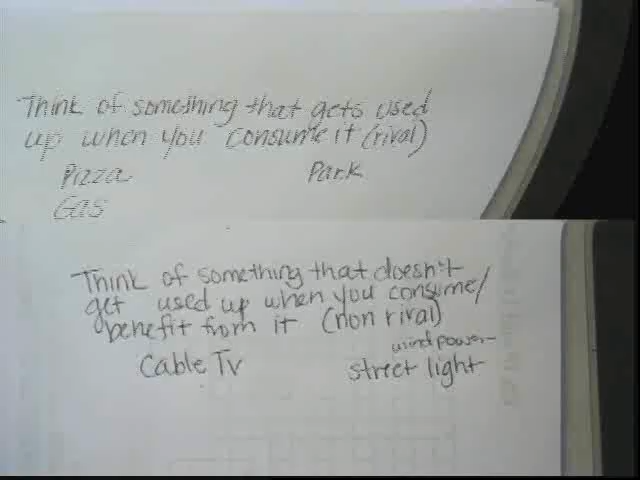 Think of something that gets used
up when you consume it (rival)
Pizza Park
Gas
Think of something that doesn't
get used up when you consume/
benefit from it (non rival)
wind power
Cable Tv street light